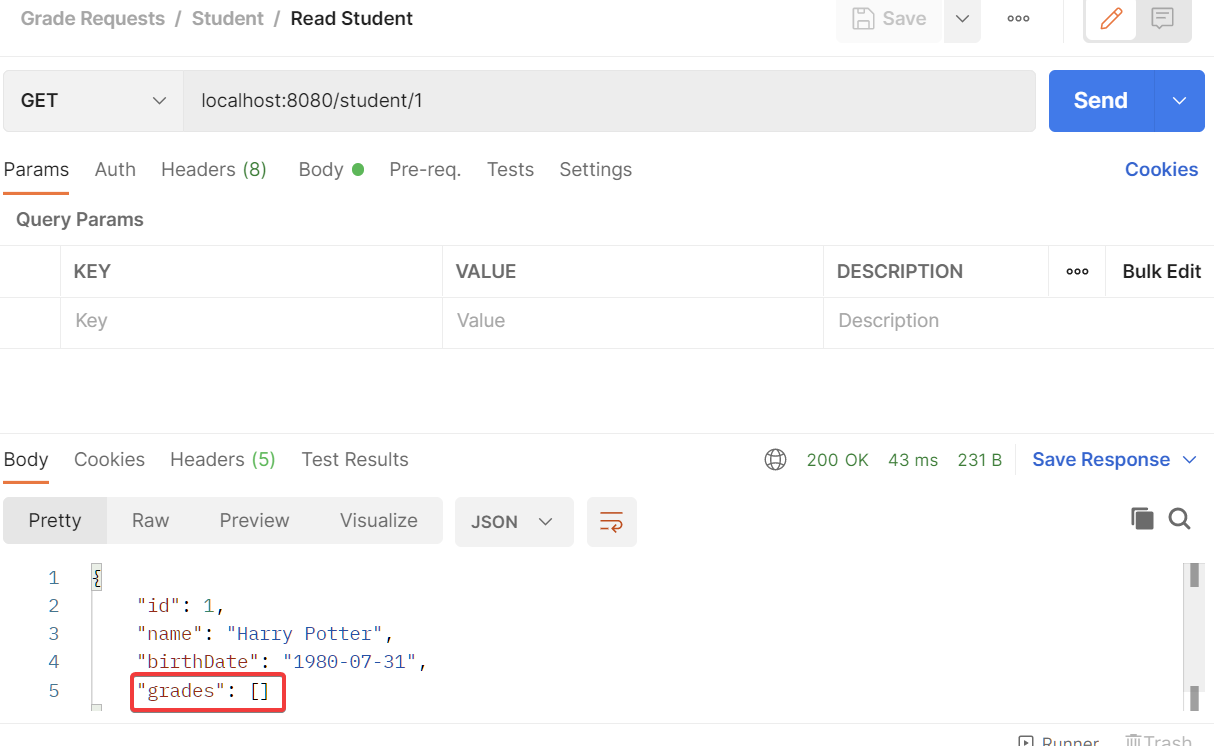 Grade Requests / Student / Read Student
Save
GET
localhost:8080/student/1
Send
Params Auth Headers (8) Body Pre-req. Tests Settings Cookies
Query Params
KEY VALUE DESCRIPTION Bulk Edit
Key Value Description
Body Cookies Headers (5) Test Results 200 OK 43 ms 231 B Save Response
Pretty Raw Preview Visualize JSON
1 {
2 "id": 1,
3 "name": "Harry Potter",
4 "birthDate": "1980-07-31",
5 "grades": []
Runner Trash